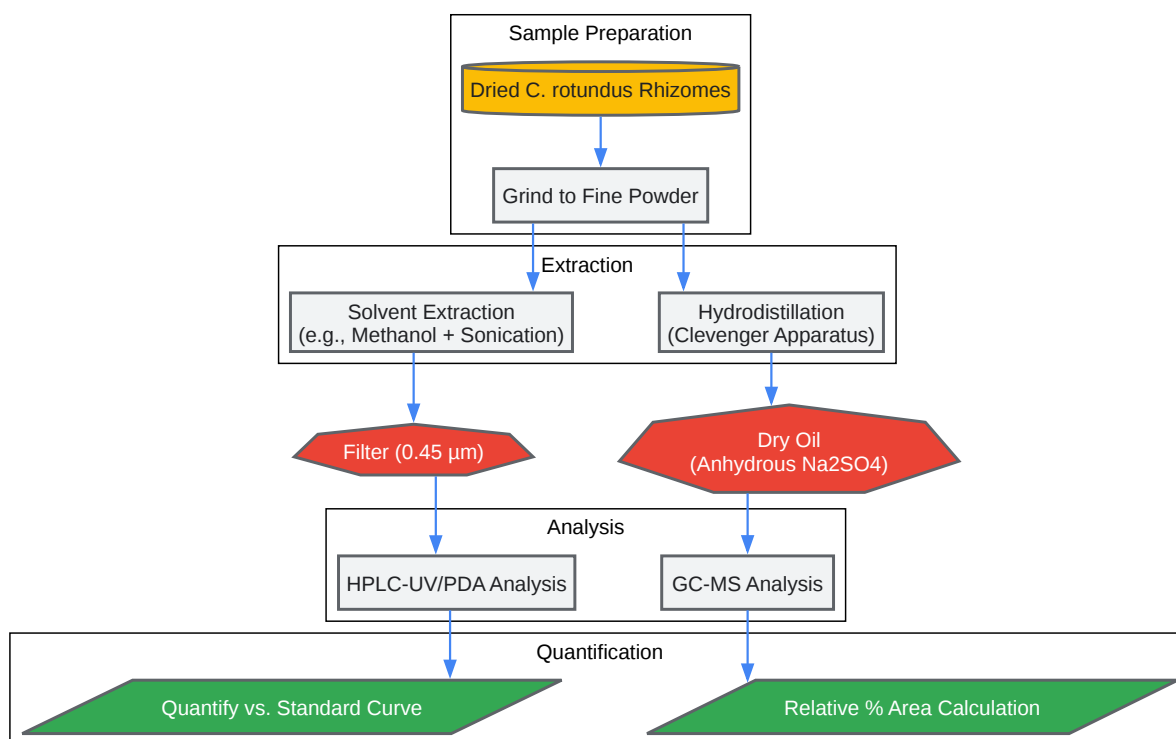 Sample Preparation
Dried C. rotundus Rhizomes
Grind to Fine Powder
Extraction
Solvent Extraction
(e.g., Methanol + Sonication)
Hydrodistillation
(Clevenger Apparatus)
Filter (0.45 µm)
Dry Oil
(Anhydrous Na2SO4)
Analysis
HPLC-UV/PDA Analysis
GC-MS Analysis
Quantification
Quantify vs. Standard Curve
Relative % Area Calculation